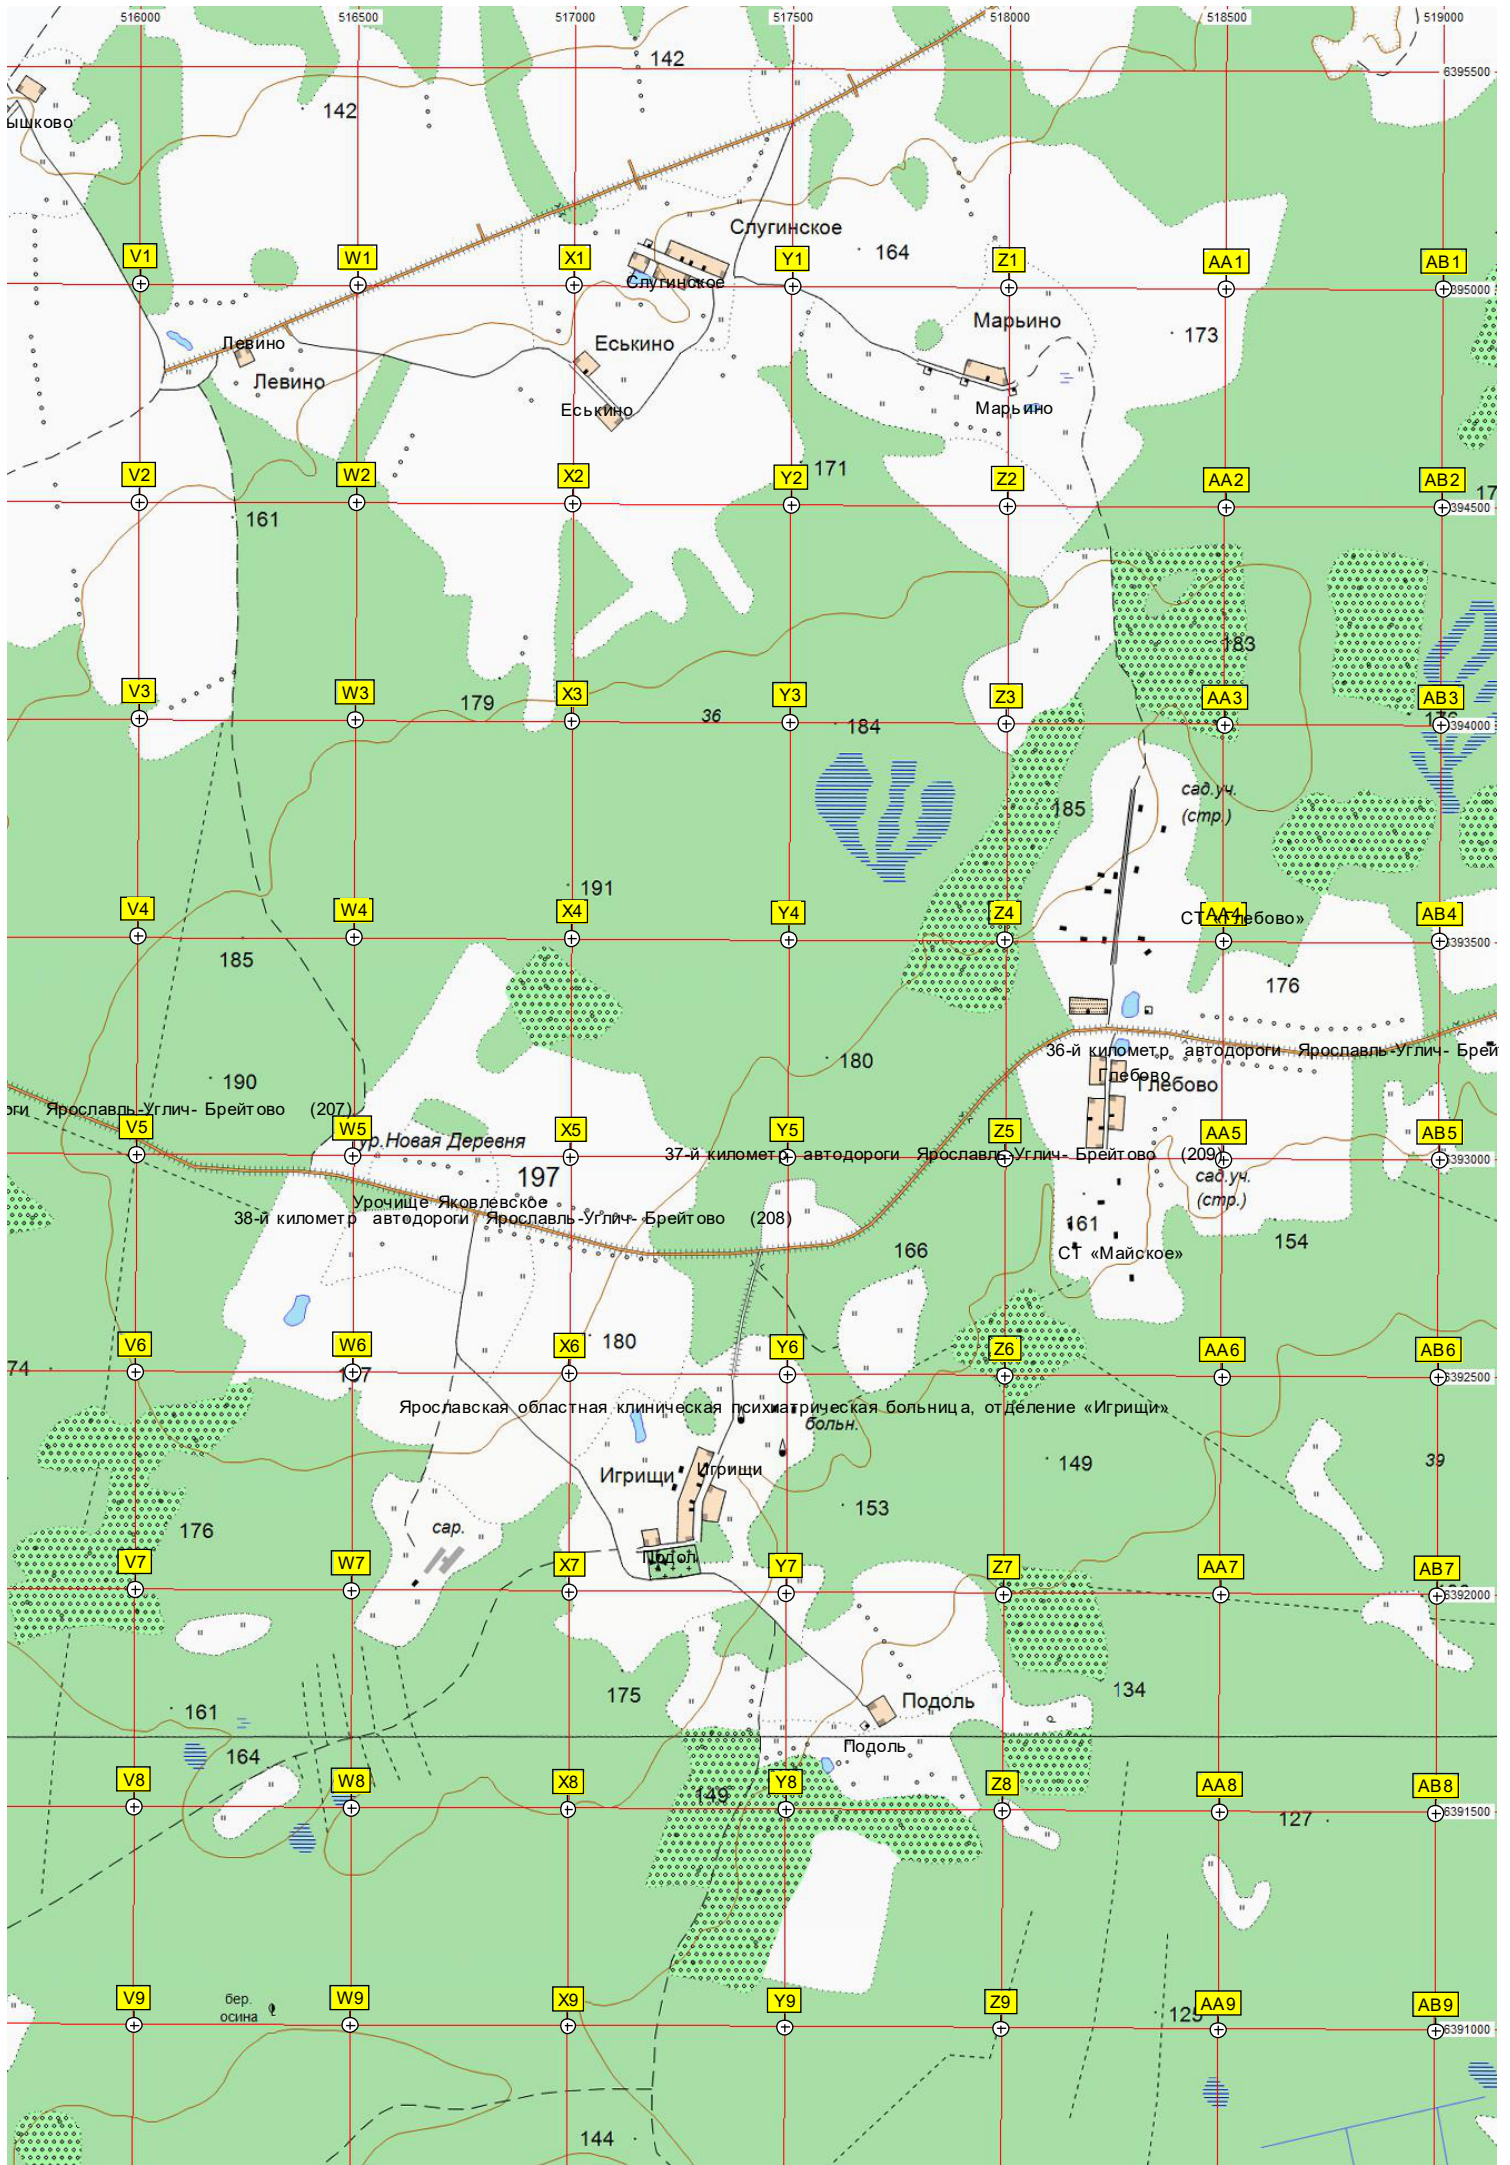 516000 516500 517000 517500 518000 518500 519000
142
6395500
142
ышково
Слугинское
164
V1 W1 X1 Y1 Z1 AA1 AB1
Слугинское
395000
Марьино
173
Левино
Еськино
Левино
Еськино
Марьино
171
V2 W2 X2 Y2 Z2 AA2 AB2
17
394500
161
183
V3 W3 X3 Y3 Z3 AA3 AB3
179
36
184
394000
сад.уч.
(стр.)
185
191
V4 W4 X4 Y4 Z4 AA4 AB4
СТ «Глебово»
393500
185
176
36-й километр автодороги Ярославль-Углич- Брей
180
Глебово
Глебово
190
оги Ярославль-Углич- Брейтово (207)
V5 W5 X5 Y5 Z5 AA5 AB5
ур.Новая Деревня
37-й километр автодороги Ярославль-Углич- Брейтово (209)
393000
197
сад.уч.
(стр.)
Урочище Яковлевское
38-й километр автодороги Ярославль-Углич- Брейтово (208)
161
154
166
СТ «Майское»
180
V6 W6 X6 Y6 Z6 AA6 AB6
74
392500
Ярославская областная клиническая психиатрическая больница, отделение «Игрищи»
больн.
149
39
Игрищи
Игрищи
153
176
сар.
Подол
V7 W7 X7 Y7 Z7 AA7 AB7
6392000
175
134
Подоль
161
Подоль
164
V8 W8 X8 Y8 Z8 AA8 AB8
149
127
6391500
V9 W9 X9 Y9 Z9 AA9 AB9
бер.
осина
125
6391000
144